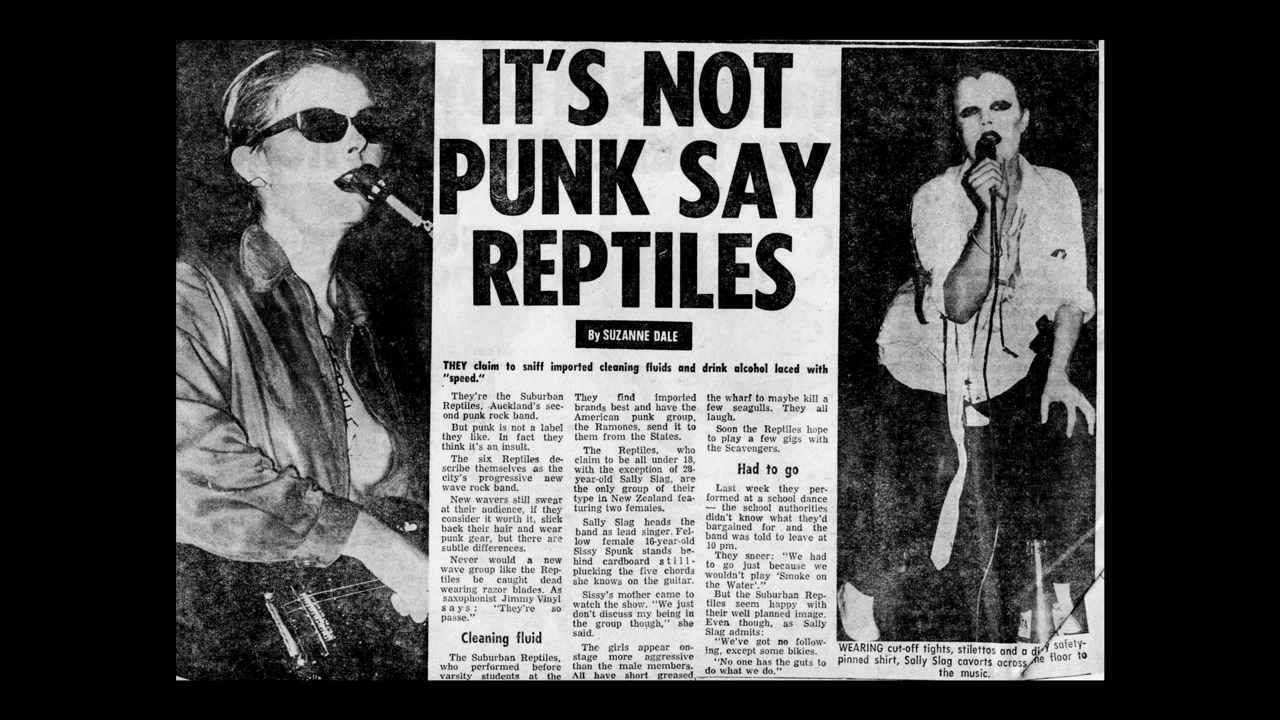 IT'S NOT
PUNK SAY
REPTILES
By SUZANNE DALE
THEY claim to sniff imported cleaning fluids and drink alcohol laced with
"speed."
They're the Suburban
Reptiles, Auckland's sec-
ond punk rock band.
But punk is not a label
they like. In fact they
think it's an insult.
The six Reptiles de-
scribe themselves as the
city's progressive new
wave rock band.
New wavers still swear
at their audience, if they
consider it worth it, slick
back their hair and wear
punk gear, but there are
subtle differences.
Never would a new
wave group like the Rep-
tiles be caught dead
wearing razor blades. As
saxophonist Jimmy Vinyl
says: "They're so
passe."
Cleaning fluid
The Suburban Reptiles,
who performed before
varsity students at the
They find imported
brands best and have the
American punk group,
the Ramones, send it to
them from the States.
The Reptiles, who
claim to be all under 18,
with the exception of 28-
year-old Sally Slag, are
the only group of their
type in New Zealand fea-
turing two females.
Sally Slag heads the
band as lead singer. Fel-
low female 16-year-old
Sissy Spunk stands be-
hind cardboard still-
plucking the five chords
she knows on the guitar.
Sissy's mother came to
watch the show. "We just
don't discuss my being in
the group though," she
said.
The girls appear on-
stage more aggressive
than the male members.
All have short greased,
the wharf to maybe kill a
few seagulls. They all
laugh.
Soon the Reptiles hope
to play a few gigs with
the Scavengers.
Had to go
Last week they per-
formed at a school dance
— the school authorities
didn't know what they'd
bargained for and the
band was told to leave at
10 pm.
They sneer: "We had
to go just because we
wouldn't play 'Smoke on
the Water'."
But the Suburban Rep-
tiles seem happy with
their well planned image.
Even though, as Sally
Slag admits:
"We've got no follow-
ing, except some bikies.
"No one has the guts to
do what we do."
WEARING cut-off tights, stilettos and a safety-
pinned shirt, Sally Slag cavorts across floor to
the music.